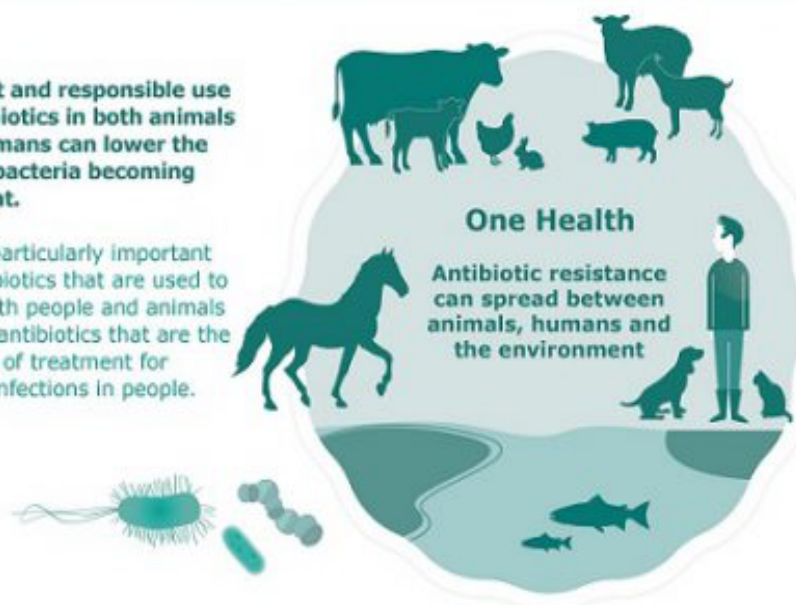 t and responsible use
biotics in both animals
mans can lower the
bacteria becoming
t.
articularly important
biotics that are used to
th people and animals
antibiotics that are the
of treatment for
nfections in people.
One Health
Antibiotic resistance
can spread between
animals, humans and
the environment